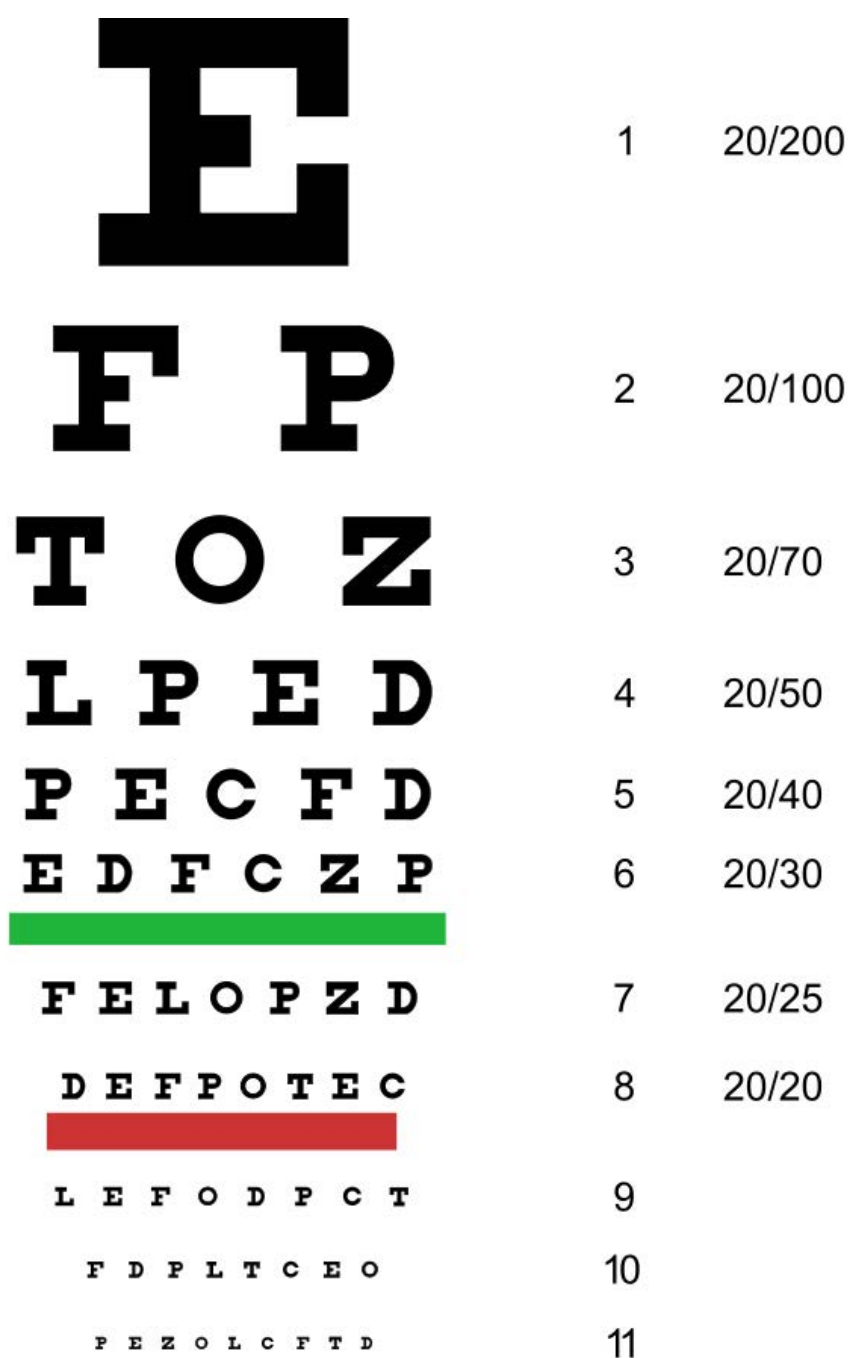 E 1 20/200
F P 2 20/100
T O Z 3 20/70
L P E D 4 20/50
P E C F D 5 20/40
E D F C Z P 6 20/30
F E L O P Z D 7 20/25
D E F P O T E C 8 20/20
L E F O D P C T 9
F D P L T C E O 10
P E Z O L C F T D 11